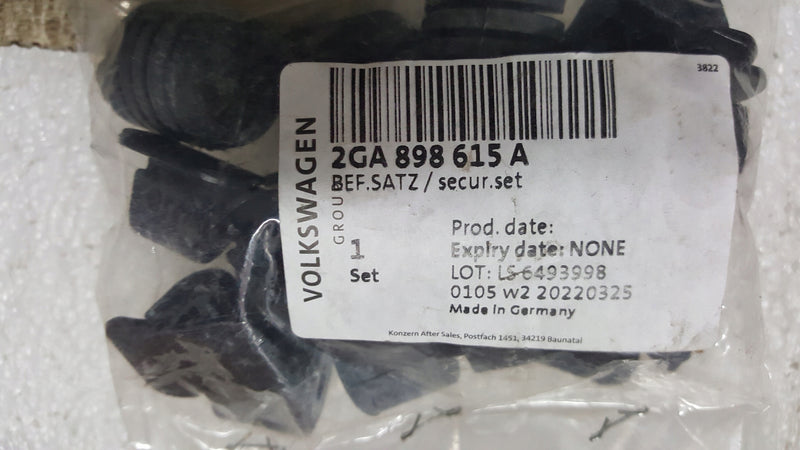 3822
VOLKSWAGEN
GROUP
2GA 898 615 A
BEF.SATZ / secur.set
1
Set
Prod. date:
Expiry date: NONE
LOT: LS 6493998
0105 w2 20220325
Made in Germany
Konzern After Sales, Postfach 1451, 34219 Baunatal